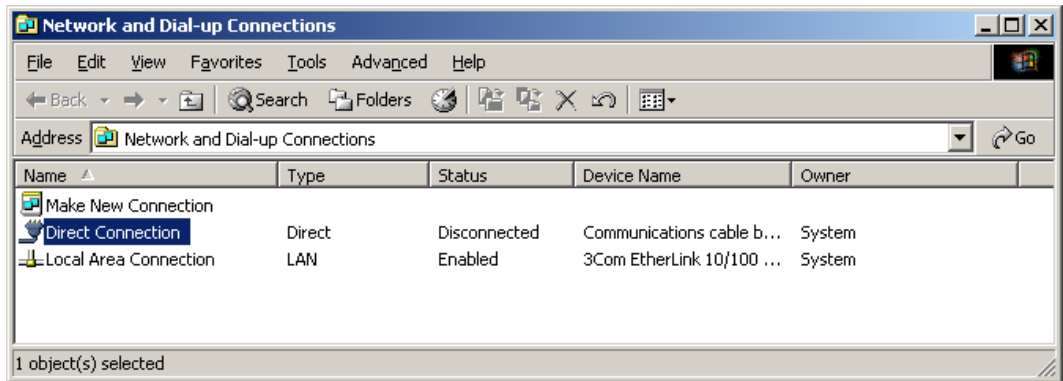 Network and Dial-up Connections
File Edit View Favorites Tools Advanced Help
Back Search Folders
Address Network and Dial-up Connections Go
Name Type Status Device Name Owner
Make New Connection
Direct Connection Direct Disconnected Communications cable b... System
Local Area Connection LAN Enabled 3Com EtherLink 10/100 ... System
1 object(s) selected